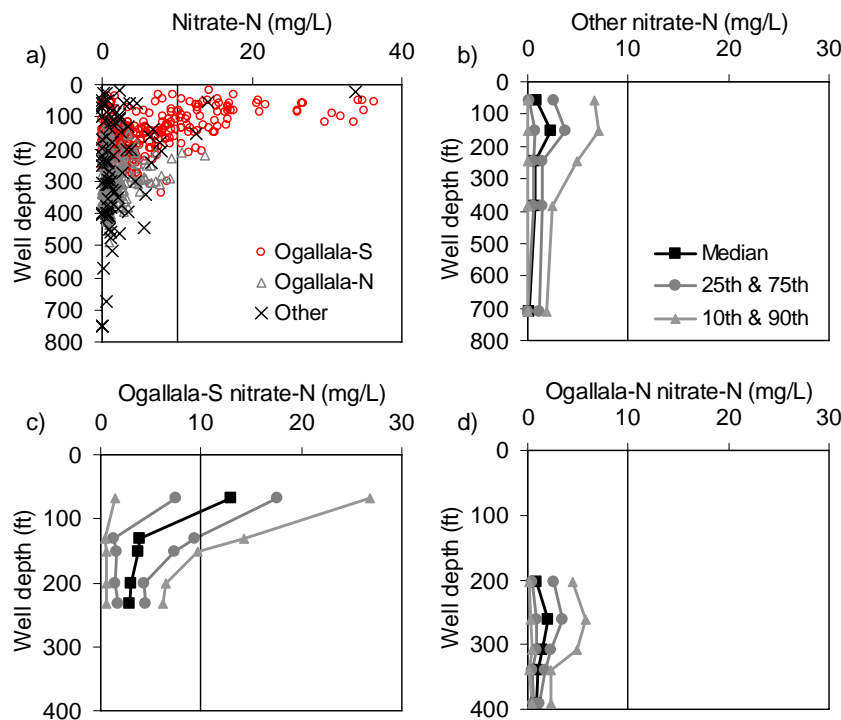 Nitrate-N (mg/L)
a)
0 20 40
0
100
200
300
400
500
600
700
800
Well depth (ft)
Ogallala-S
Ogallala-N
Other
Other nitrate-N (mg/L)
b)
0 10 20 30
0
100
200
300
400
500
600
700
800
Well depth (ft)
Median
25th & 75th
10th & 90th
Ogallala-S nitrate-N (mg/L)
c)
0 10 20 30
0
100
200
300
400
Well depth (ft)
Ogallala-N nitrate-N (mg/L)
d)
0 10 20 30
0
100
200
300
400
Well depth (ft)